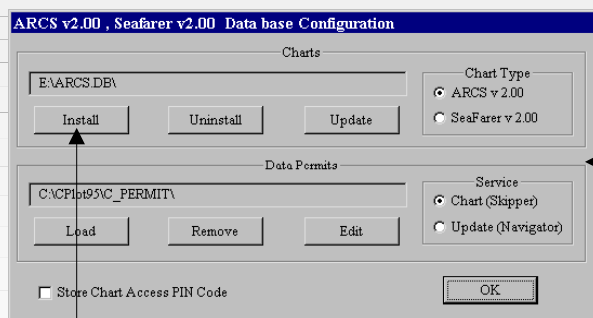 ARCS v2.00 , Seafarer v2.00  Data base Configuration
Charts
E:\ARCS.DB\
Install
Uninstall
Update
Chart Type
ARCS v 2.00
SeaFarer v 2.00
Data Permits
C:\CPlot95\C_PERMIT\
Load
Remove
Edit
Service
Chart (Skipper)
Update (Navigator)
Store Chart Access PIN Code
OK